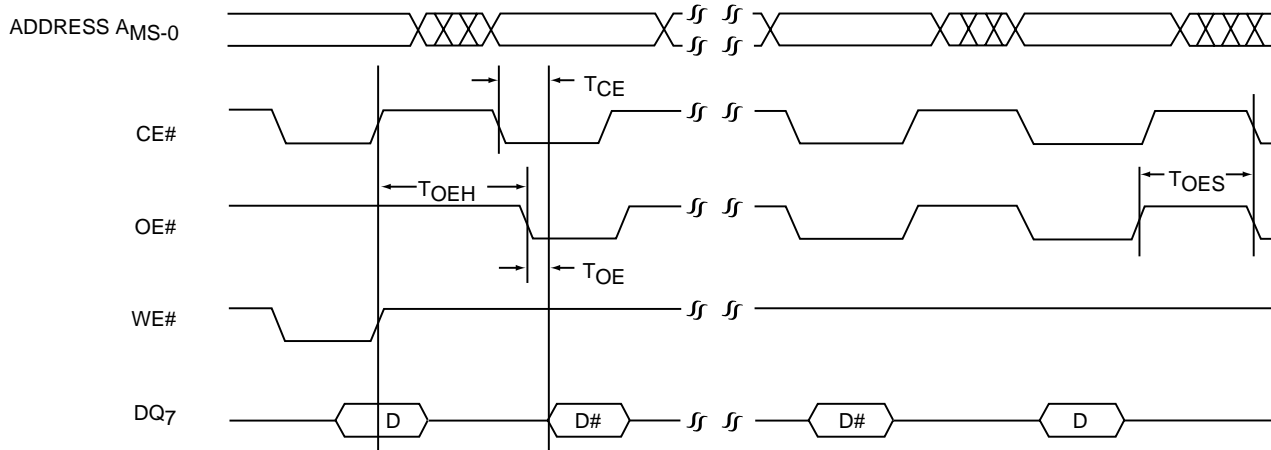 ADDRESS AMS-0
TCE
CE#
TOEH
TOES
OE#
TOE
WE#
DQ7
D
D#
D#
D